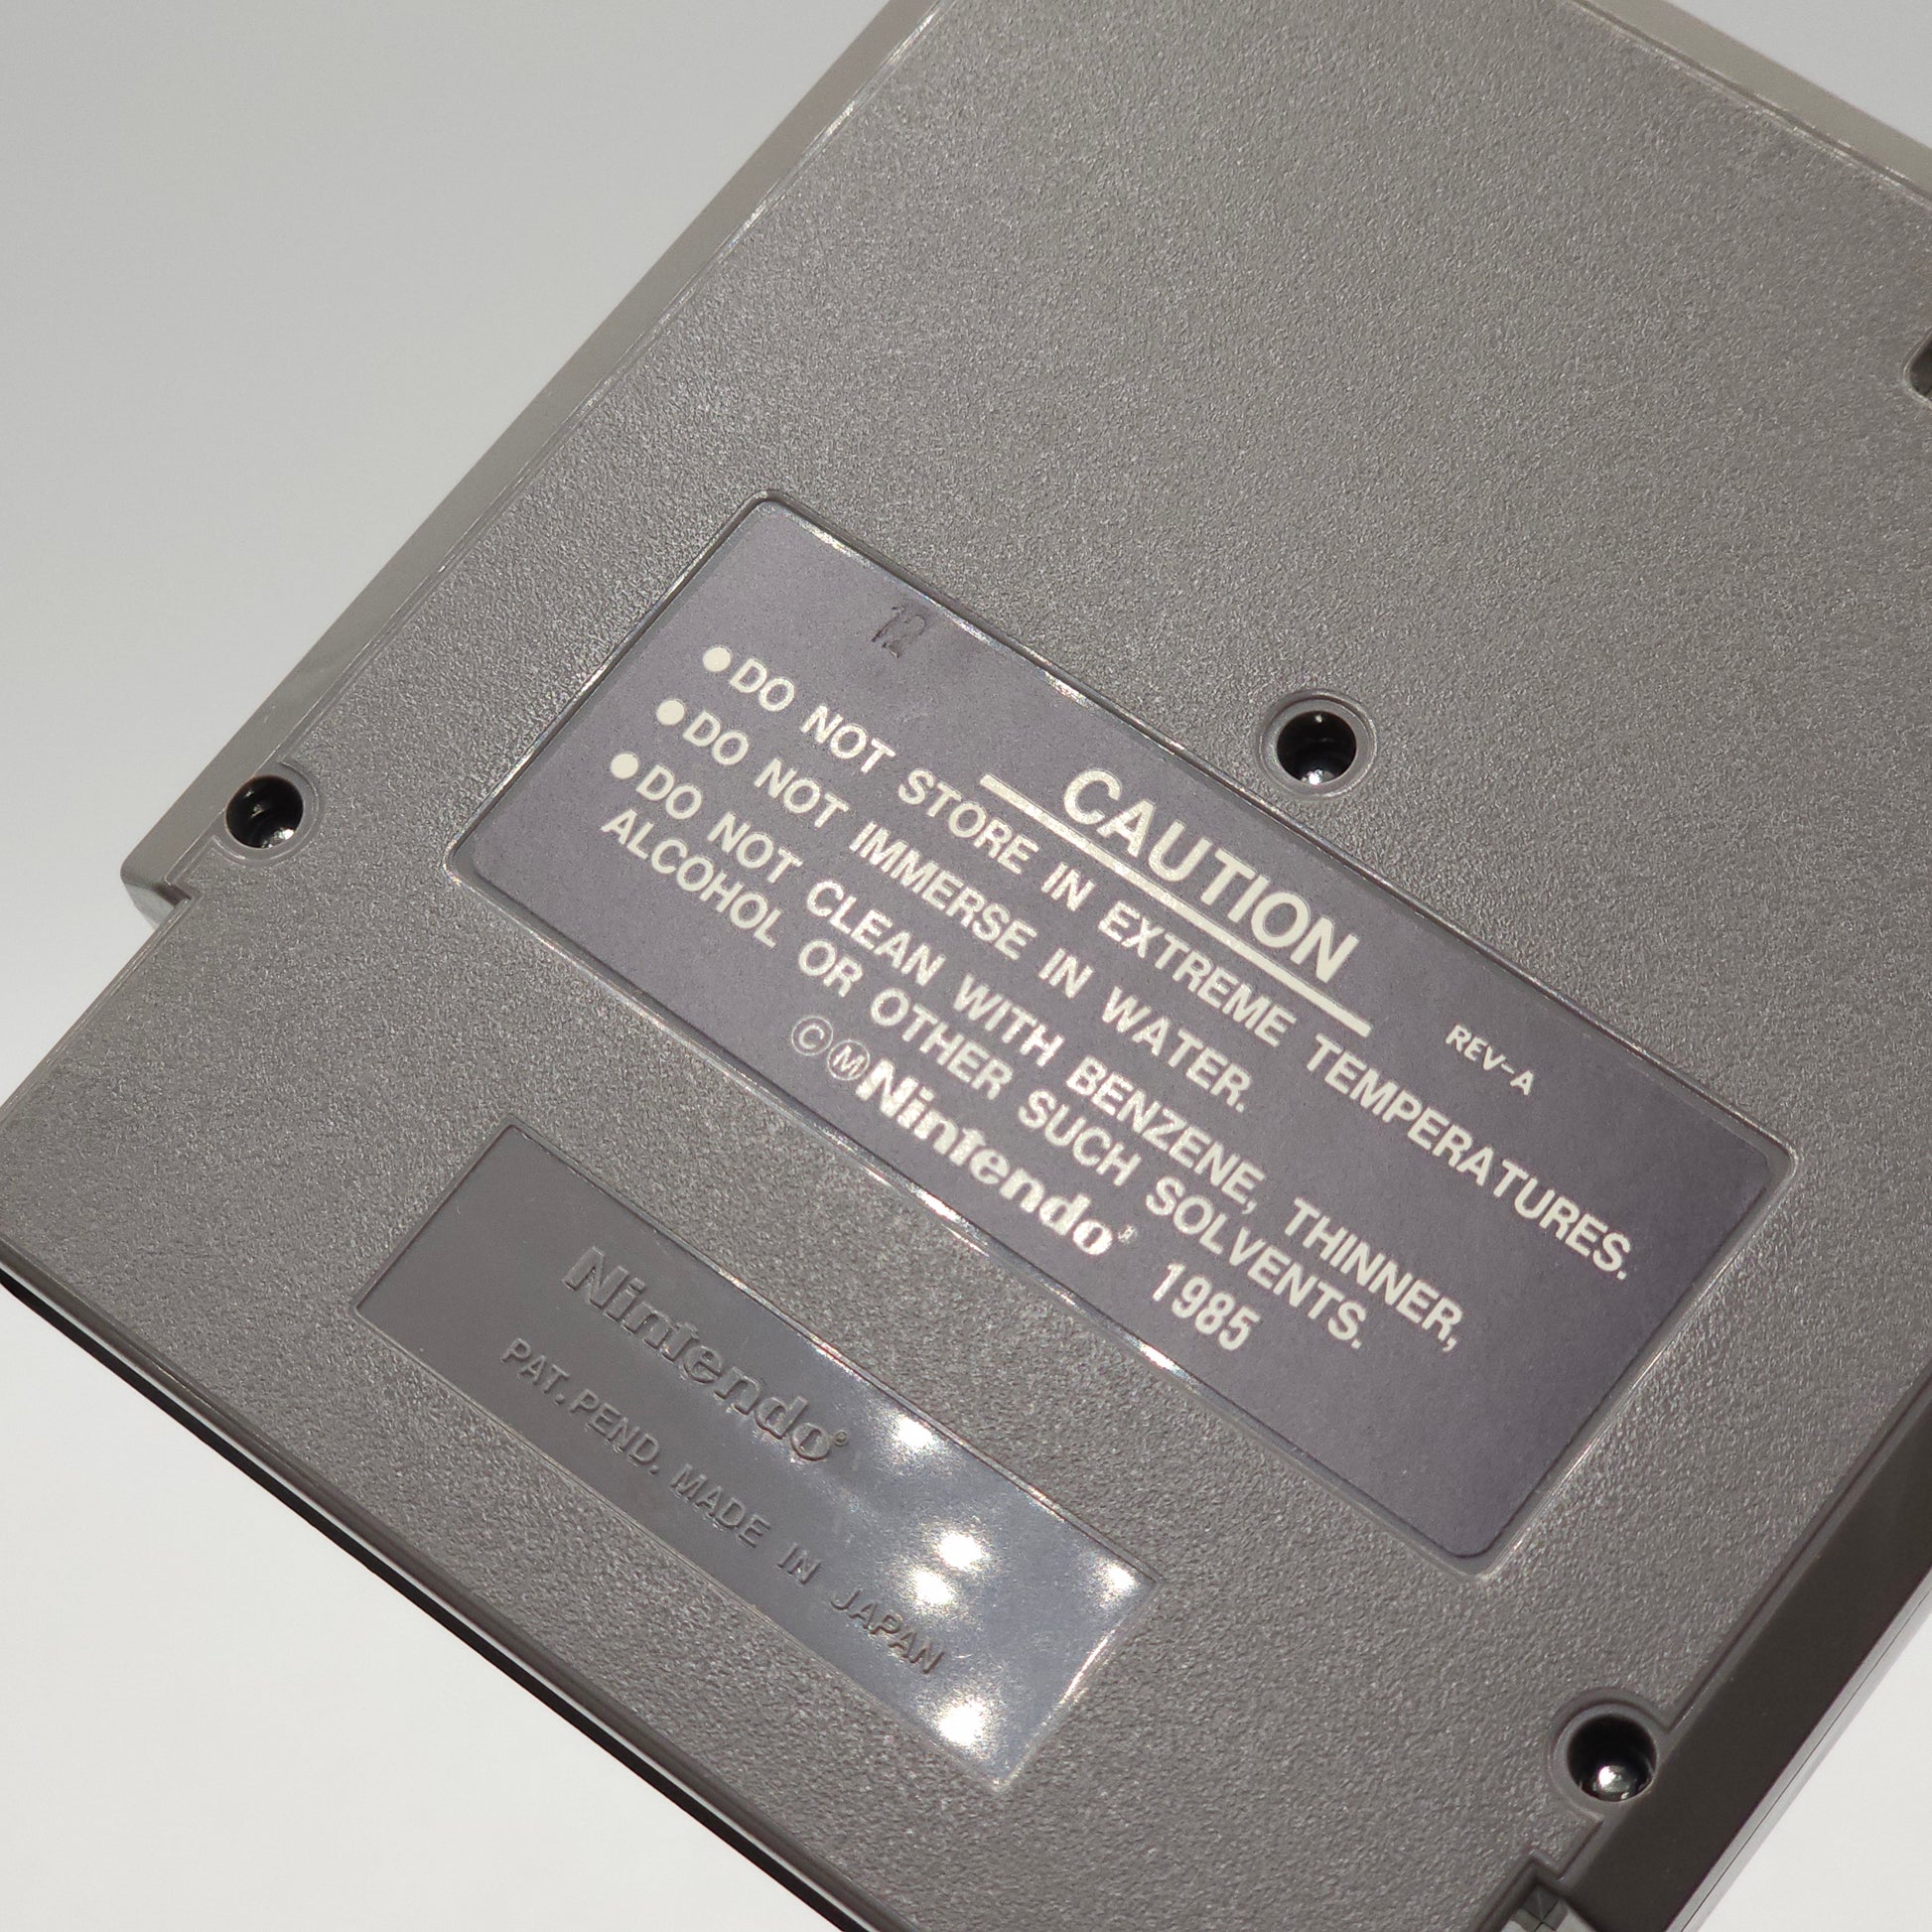 12
CAUTION
REV-A
●DO NOT STORE IN EXTREME TEMPERATURES.
●DO NOT IMMERSE IN WATER.
●DO NOT CLEAN WITH BENZENE, THINNER,
ALCOHOL OR OTHER SUCH SOLVENTS.
©ⓂNintendo® 1985
Nintendo®
PAT. PEND. MADE IN JAPAN